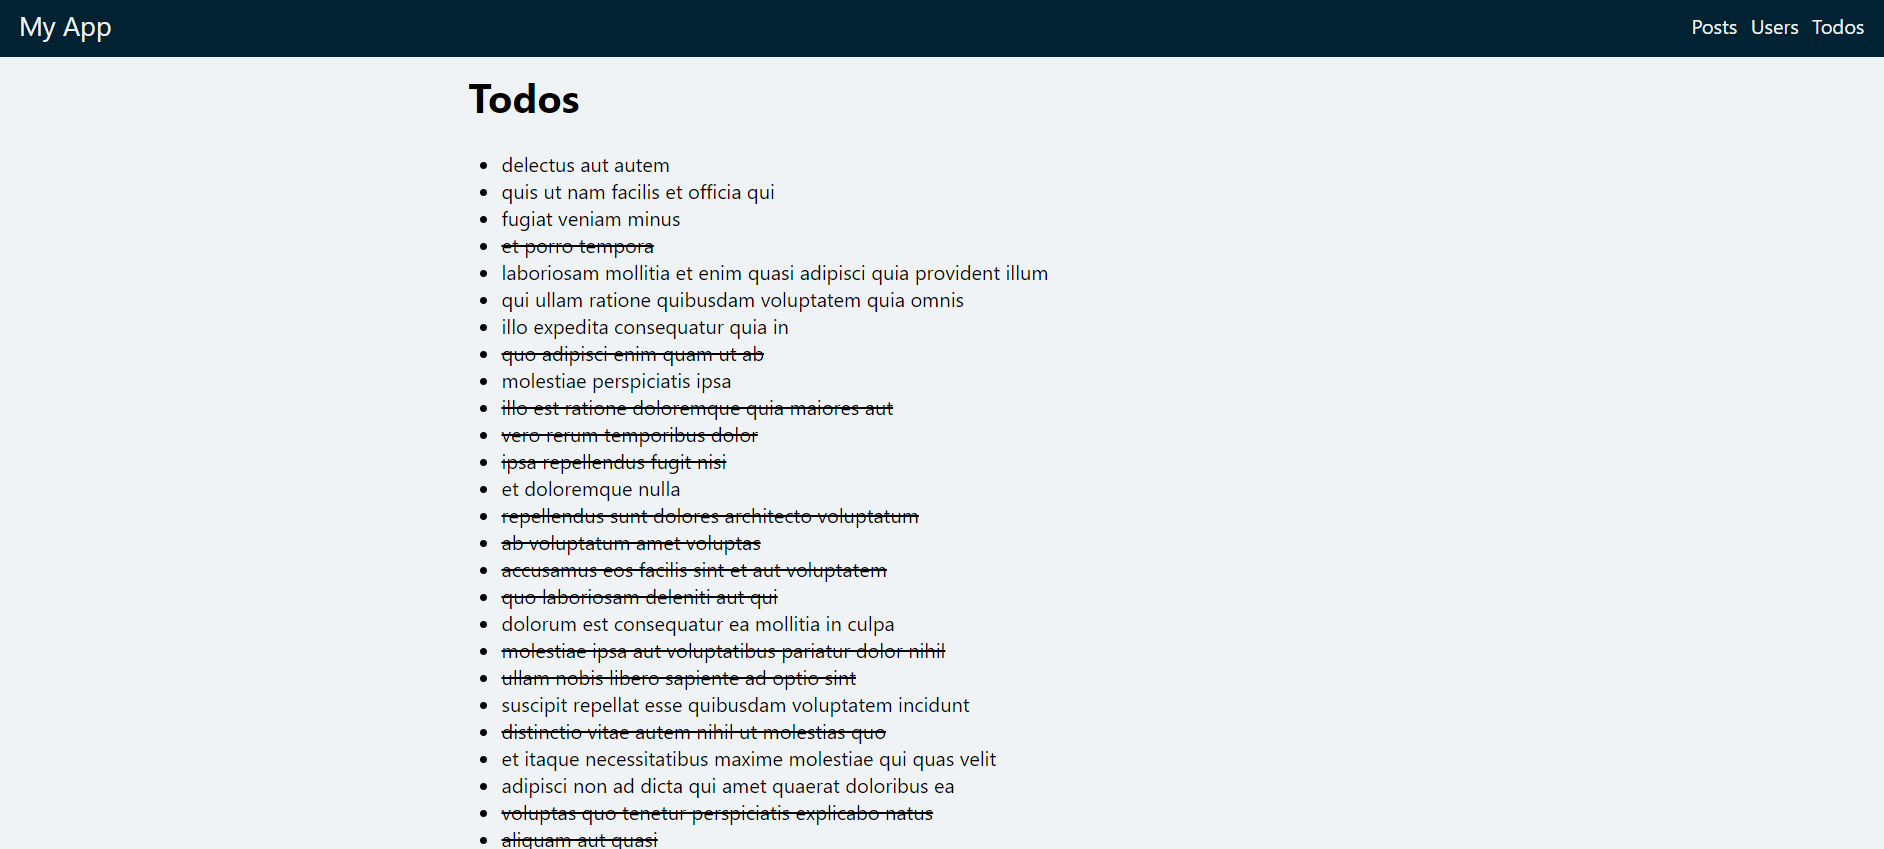 My App
Posts Users Todos
Todos
delectus aut autem
quis ut nam facilis et officia qui
fugiat veniam minus
et porro tempora
laboriosam mollitia et enim quasi adipisci quia provident illum
qui ullam ratione quibusdam voluptatem quia omnis
illo expedita consequatur quia in
quo adipisci enim quam ut ab
molestiae perspiciatis ipsa
illo est ratione doloremque quia maiores aut
vero rerum temporibus dolor
ipsa repellendus fugit nisi
et doloremque nulla
repellendus sunt dolores architecto voluptatum
ab voluptatum amet voluptas
accusamus eos facilis sint et aut voluptatem
quo laboriosam deleniti aut qui
dolorum est consequatur ea mollitia in culpa
molestiae ipsa aut voluptatibus pariatur dolor nihil
ullam nobis libero sapiente ad optio sint
suscipit repellat esse quibusdam voluptatem incidunt
distinctio vitae autem nihil ut molestias quo
et itaque necessitatibus maxime molestiae qui quas velit
adipisci non ad dicta qui amet quaerat doloribus ea
voluptas quo tenetur perspiciatis explicabo natus
aliquam aut quasi